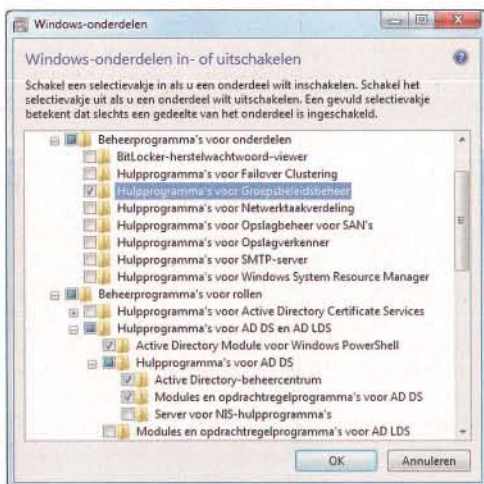 Windows-onderdelen
Windows-onderdelen in- of uitschakelen
Schakel een selectievakje in als u een onderdeel wilt inschakelen. Schakel het
selectievakje uit als u een onderdeel wilt uitschakelen. Een gevuld selectievakje
betekent dat slechts een gedeelte van het onderdeel is ingeschakeld.
Beheerprogramma's voor onderdelen
BitLocker-herstelwachtwoord-viewer
Hulpprogramma's voor Failover Clustering
Hulpprogramma's voor Groepsbeleidsbeheer
Hulpprogramma's voor Netwerktaakverdeling
Hulpprogramma's voor Opslagbeheer voor SAN's
Hulpprogramma's voor Opslagverkenner
Hulpprogramma's voor SMTP-server
Hulpprogramma's voor Windows System Resource Manager
Beheerprogramma's voor rollen
Hulpprogramma's voor Active Directory Certificate Services
Hulpprogramma's voor AD DS en AD LDS
Active Directory Module voor Windows PowerShell
Hulpprogramma's voor AD DS
Active Directory-beheercentrum
Modules en opdrachtregelprogramma's voor AD DS
Server voor NIS-hulpprogramma's
Modules en opdrachtregelprogramma's voor AD LDS
OK Annuleren